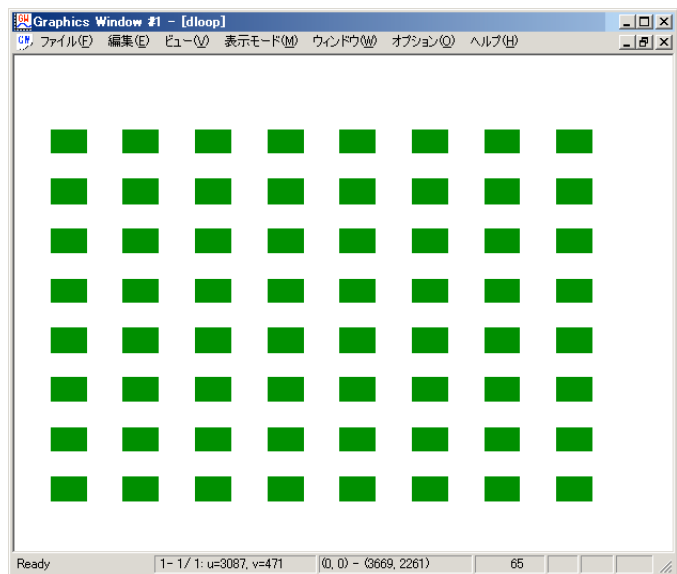 Graphics Window #1 - [dloop]
ファイル(F) 編集(E) ビュー(V) 表示モード(M) ウィンドウ(W) オプション(O) ヘルプ(H)
Ready 1- 1/ 1: u=3087, v=471 (0, 0) - (3669, 2261) 65